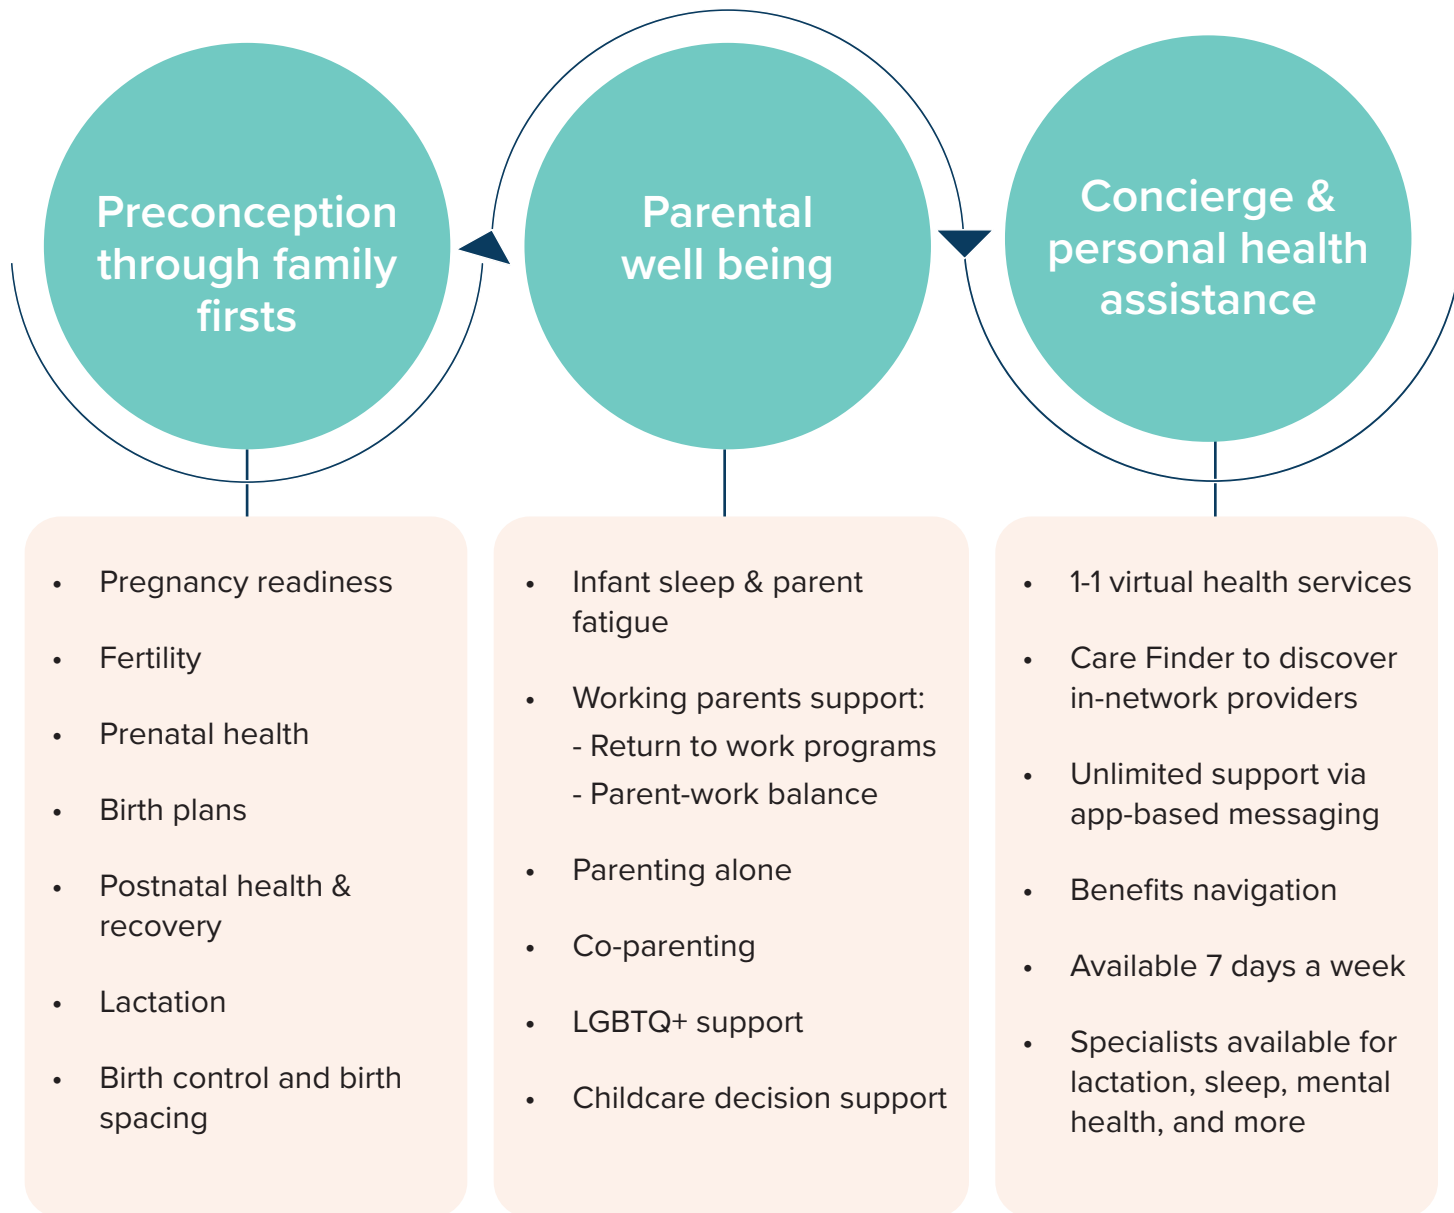 Preconception
through family
firsts
• Pregnancy readiness
• Fertility
• Prenatal health
• Birth plans
• Postnatal health &
recovery
• Lactation
• Birth control and birth
spacing
Parental
well being
• Infant sleep & parent
fatigue
• Working parents support:
- Return to work programs
- Parent-work balance
• Parenting alone
• Co-parenting
• LGBTQ+ support
• Childcare decision support
Concierge &
personal health
assistance
• 1-1 virtual health services
• Care Finder to discover
in-network providers
• Unlimited support via
app-based messaging
• Benefits navigation
• Available 7 days a week
• Specialists available for
lactation, sleep, mental
health, and more